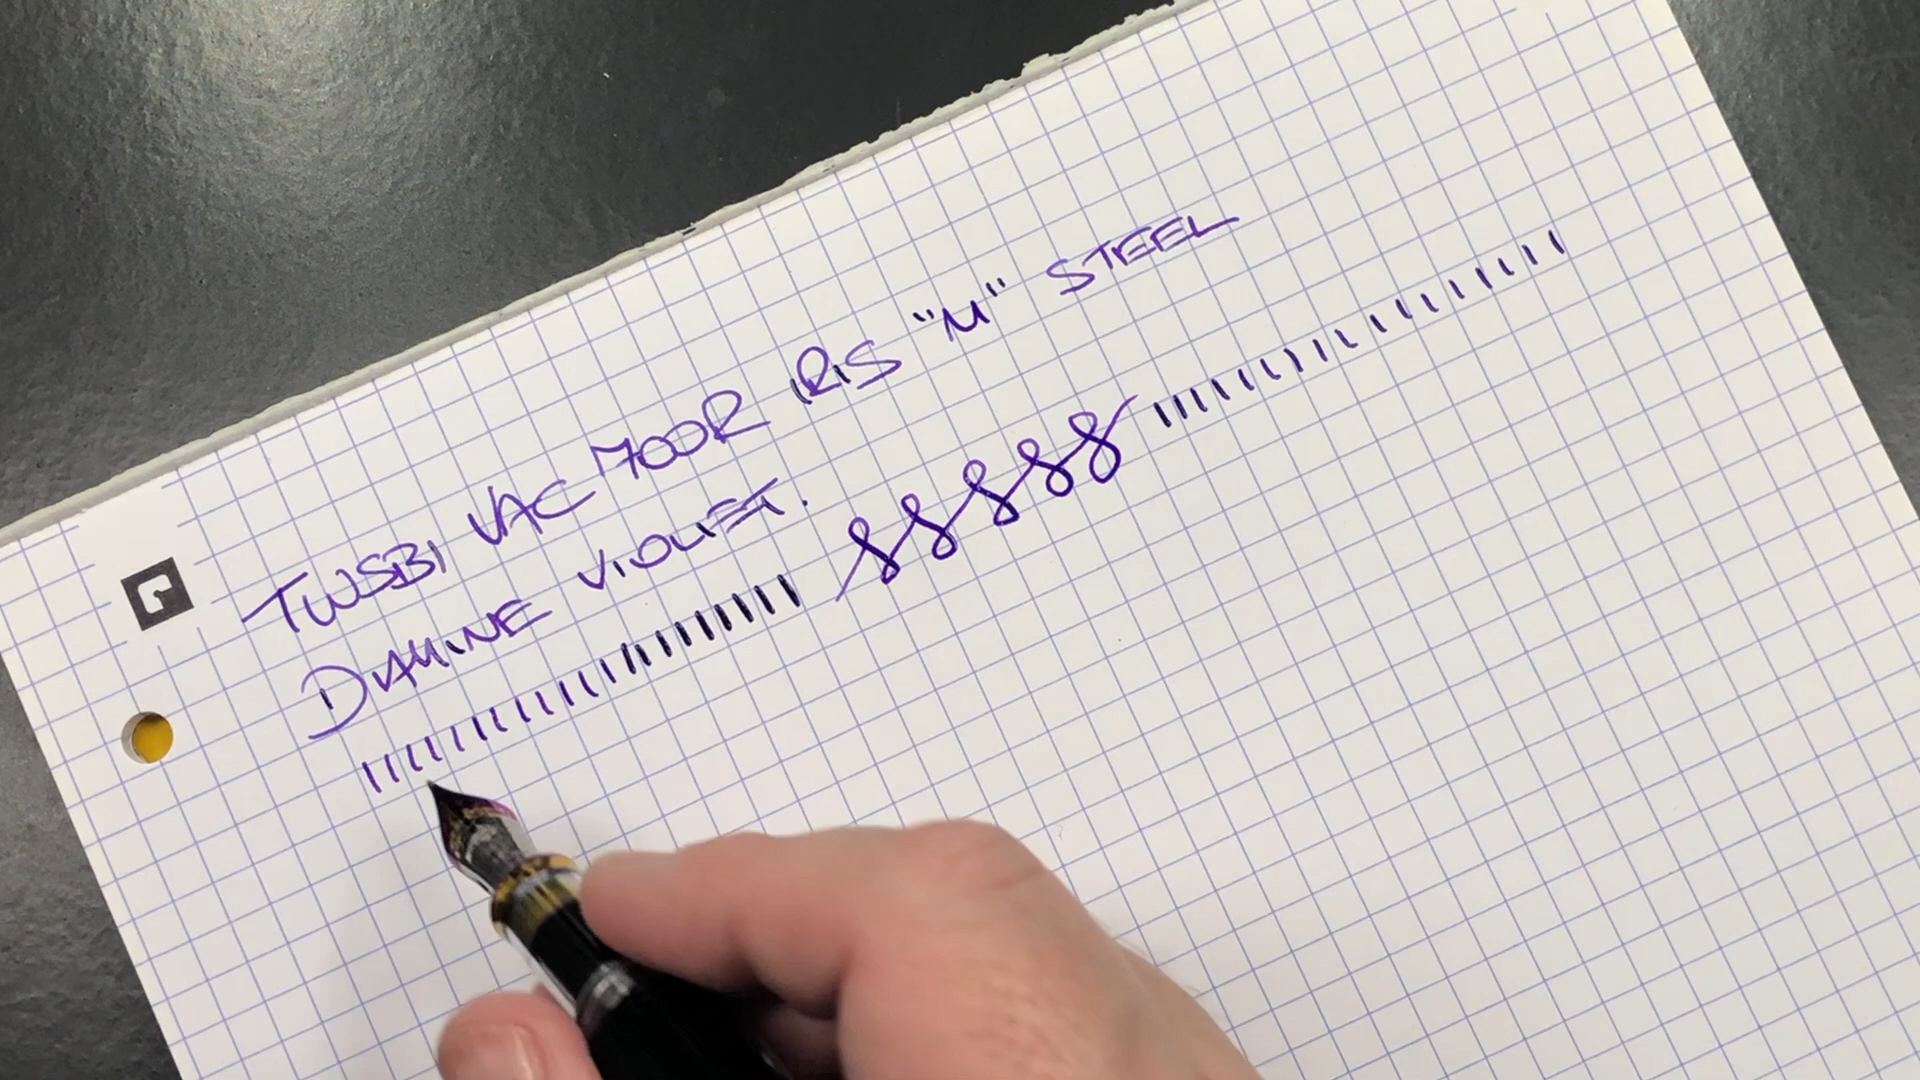 TWSBI VAC 700R IRIS "M" STEEL
DIAMINE VIOLET.